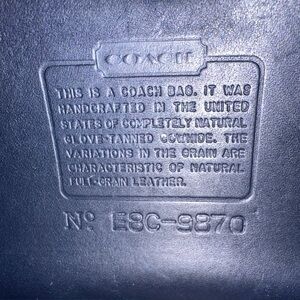 COACH
THIS IS A COACH BAG. IT WAS
HANDCRAFTED IN THE UNITED
STATES OF COMPLETELY NATURAL
GLOVE-TANNED COWHIDE. THE
VARIATIONS IN THE GRAIN ARE
CHARACTERISTIC OF NATURAL
FULL-GRAIN LEATHER.
Nº E8C-9870